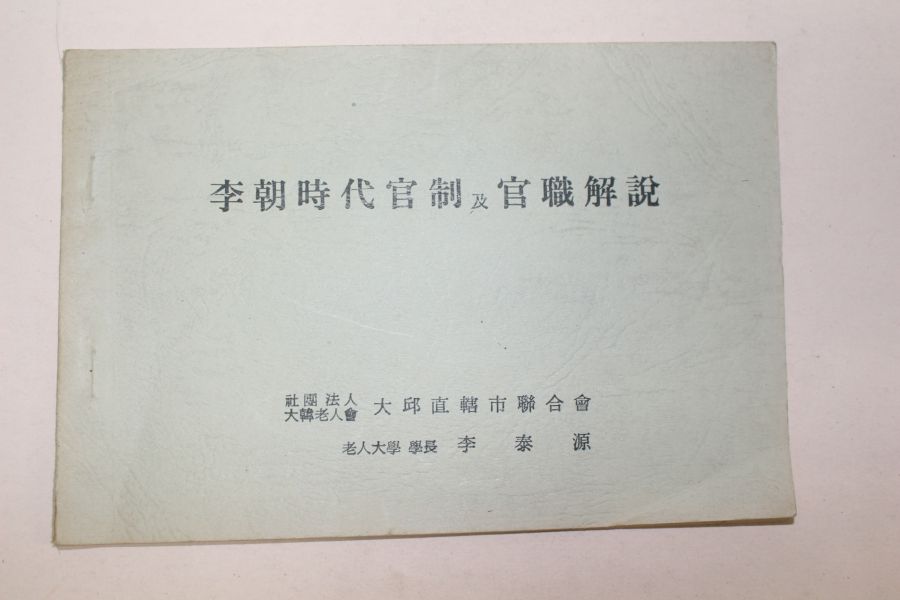 李朝時代官制及官職解說
社團法人
大韓老人會 大邱直轄市聯合會
老人大學 學長 李泰源